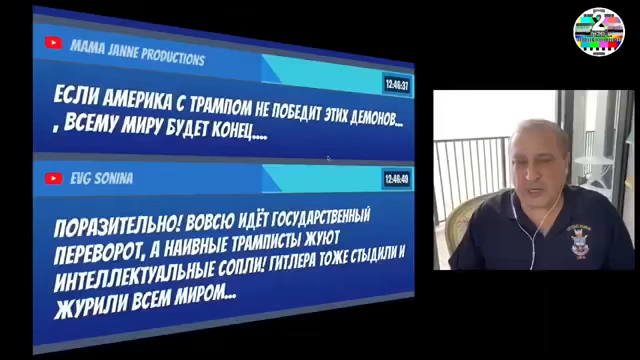 MAMA JANNE PRODUCTIONS
12:46:37
ЕСЛИ АМЕРИКА С ТРАМПОМ НЕ ПОБЕДИТ ЭТИХ ДЕМОНОВ...
, ВСЕМУ МИРУ БУДЕТ КОНЕЦ....
EVG SONINA
12:46:49
ПОРАЗИТЕЛЬНО! ВОВСЮ ИДЁТ ГОСУДАРСТВЕННЫЙ
ПЕРЕВОРОТ, А НАИВНЫЕ ТРАМПИСТЫ ЖУЮТ
ИНТЕЛЛЕКТУАЛЬНЫЕ СОПЛИ! ГИТЛЕРА ТОЖЕ СТЫДИЛИ И
ЖУРИЛИ ВСЕМ МИРОМ...
2